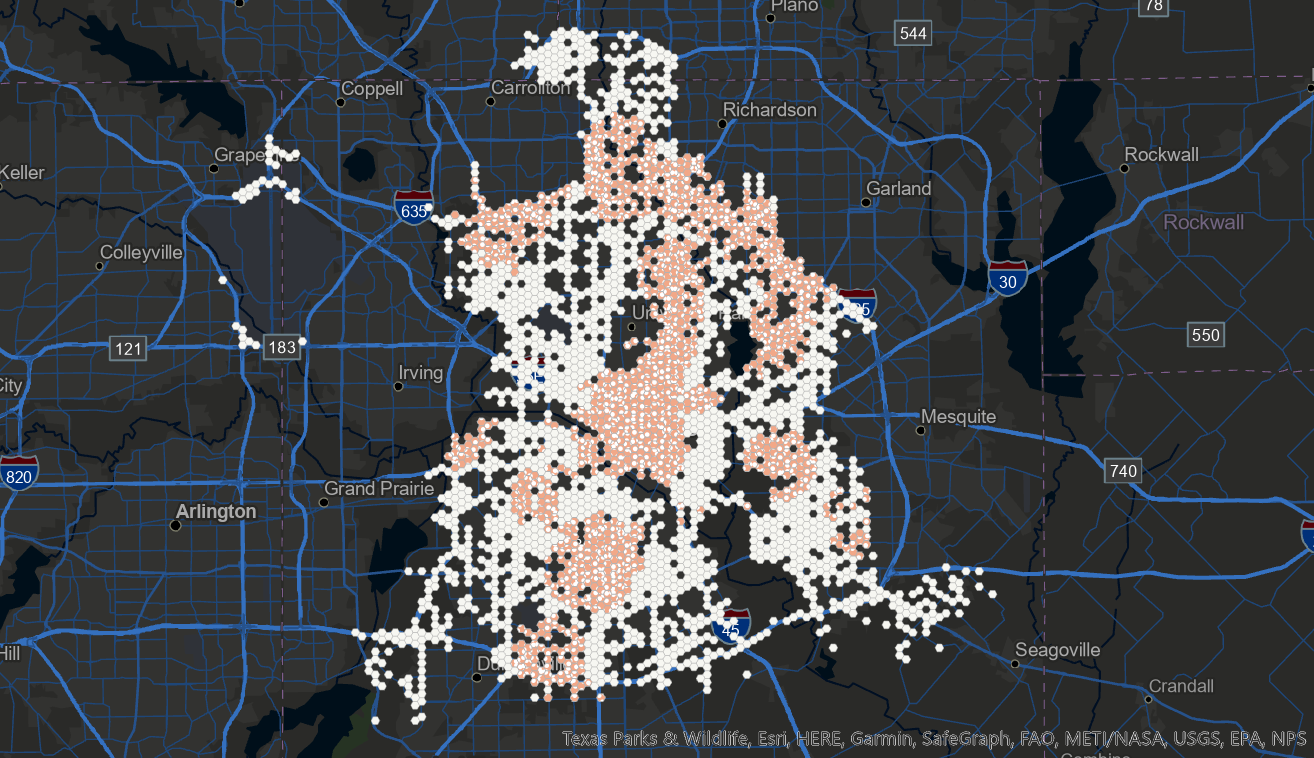 Plano
78
544
Coppell
Carrollton
Richardson
Rockwall
Grapevine
Keller
Garland
635
Rockwall
Colleyville
30
550
121
183
Irving
City
Mesquite
820
740
Grand Prairie
Arlington
45
Hill
Seagoville
Crandall
Texas Parks & Wildlife, Esri, HERE, Garmin, SafeGraph, FAO, METI/NASA, USGS, EPA, NPS